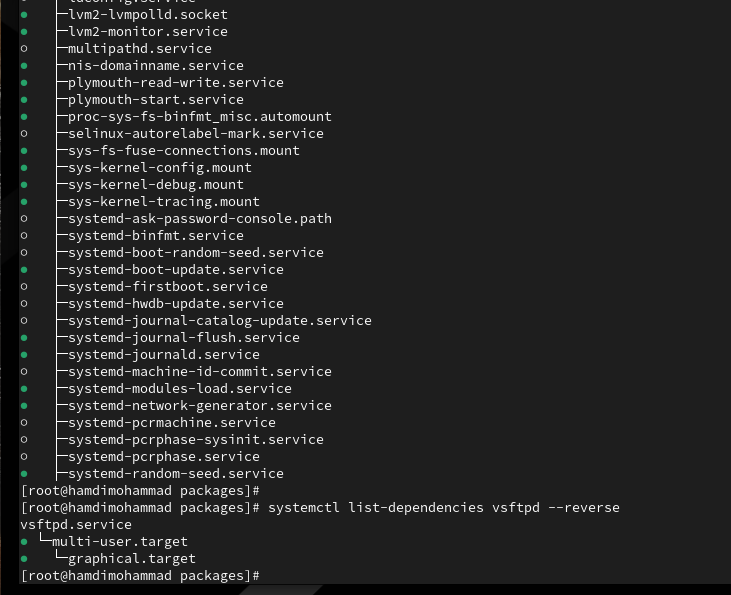 ● ├─ldconfig.service
● ├─lvm2-lvmpolld.socket
● ├─lvm2-monitor.service
○ ├─multipathd.service
● ├─nis-domainname.service
● ├─plymouth-read-write.service
● ├─plymouth-start.service
● ├─proc-sys-fs-binfmt_misc.automount
○ ├─selinux-autorelabel-mark.service
● ├─sys-fs-fuse-connections.mount
● ├─sys-kernel-config.mount
● ├─sys-kernel-debug.mount
● ├─sys-kernel-tracing.mount
○ ├─systemd-ask-password-console.path
○ ├─systemd-binfmt.service
○ ├─systemd-boot-random-seed.service
● ├─systemd-boot-update.service
○ ├─systemd-firstboot.service
○ ├─systemd-hwdb-update.service
○ ├─systemd-journal-catalog-update.service
● ├─systemd-journal-flush.service
● ├─systemd-journald.service
○ ├─systemd-machine-id-commit.service
● ├─systemd-modules-load.service
● ├─systemd-network-generator.service
○ ├─systemd-pcrmachine.service
○ ├─systemd-pcrphase-sysinit.service
○ ├─systemd-pcrphase.service
● ├─systemd-random-seed.service
[root@hamdimohammad packages]#
[root@hamdimohammad packages]# systemctl list-dependencies vsftpd --reverse
vsftpd.service
● └─multi-user.target
●   └─graphical.target
[root@hamdimohammad packages]#